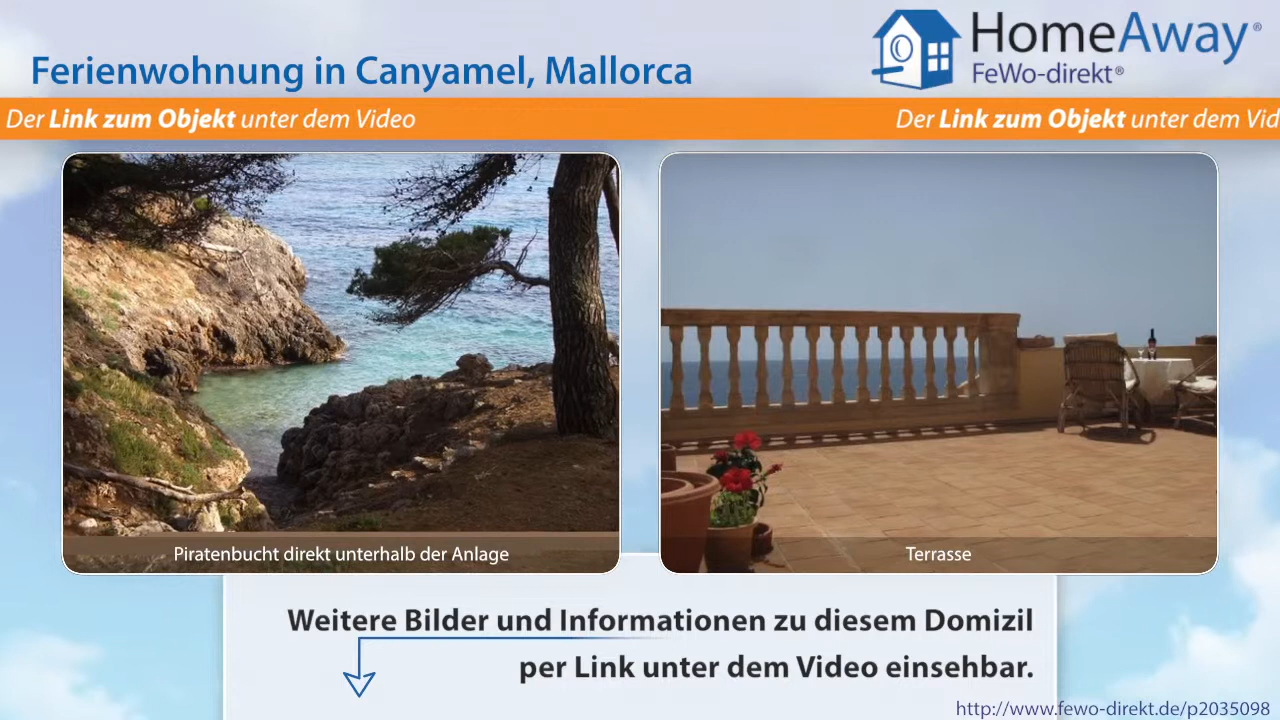 HomeAway®
FeWo-direkt®
Ferienwohnung in Canyamel, Mallorca
Der Link zum Objekt unter dem Video
Der Link zum Objekt unter dem Vid
Piratenbucht direkt unterhalb der Anlage
Terrasse
Weitere Bilder und Informationen zu diesem Domizil
per Link unter dem Video einsehbar.
http://www.fewo-direkt.de/p2035098